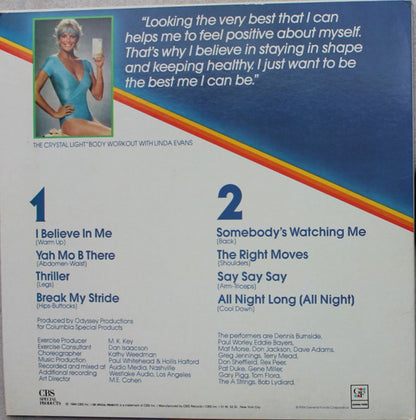 "Looking the very best that I can
helps me to feel positive about myself.
That's why I believe in staying in shape
and keeping healthy. I just want to be
the best me I can be."
THE CRYSTAL LIGHT® BODY WORKOUT WITH LINDA EVANS
1
I Believe In Me
(Warm Up)
Yah Mo B There
(Abdomen-Waist)
Thriller
(Legs)
Break My Stride
(Hips-Buttocks)
2
Somebody's Watching Me
(Back)
The Right Moves
(Shoulders)
Say Say Say
(Arm-Triceps)
All Night Long (All Night)
(Cool Down)
Produced by Odyssey Productions
for Columbia Special Products
Exercise Producer M. K. Key
Exercise Consultant Don Isaacson
Choreographer Kathy Weedman
Music Production Paul Whitehead & Hollis Halford
Recorded and mixed at Audio Media, Nashville
Additional recording Westlake Audio, Los Angeles
Art Director M.E. Cohen
The performers are Dennis Burnside,
Paul Worley, Eddie Bayers,
Mat Morse, Don Jackson, Dave Adams,
Greg Jennings, Terry Mead,
Don Sheffield, Rex Peer,
Pat Duke, Gene Miller,
Gary Pigg, Tom Flora,
The A Strings, Bob Lydiard.
CBS
SPECIAL
PRODUCTS